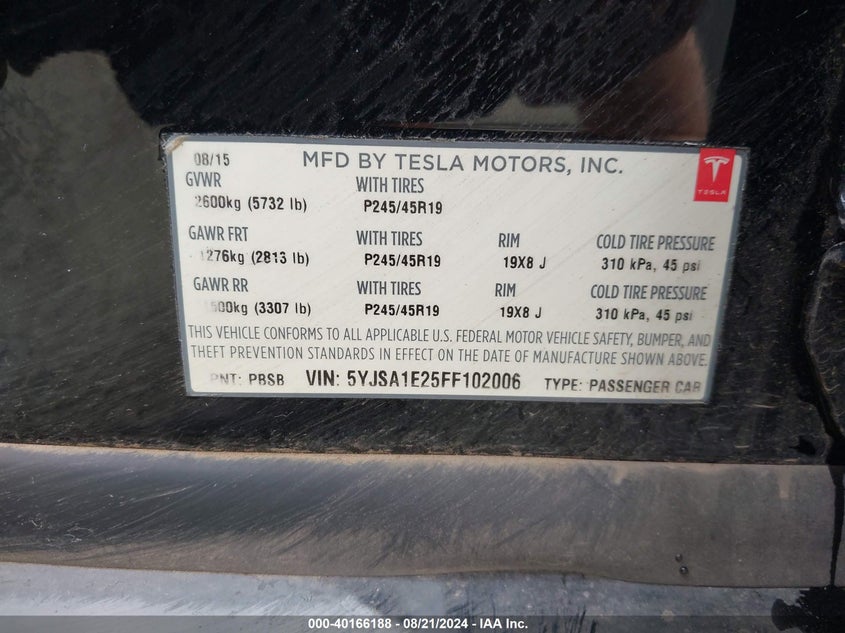 08/15 MFD BY TESLA MOTORS, INC.
TESLA
GVWR WITH TIRES
2600kg (5732 lb) P245/45R19
GAWR FRT WITH TIRES RIM COLD TIRE PRESSURE
1276kg (2813 lb) P245/45R19 19X8 J 310 kPa, 45 psi
GAWR RR WITH TIRES RIM COLD TIRE PRESSURE
1500kg (3307 lb) P245/45R19 19X8 J 310 kPa, 45 psi
THIS VEHICLE CONFORMS TO ALL APPLICABLE U.S. FEDERAL MOTOR VEHICLE SAFETY, BUMPER, AND
THEFT PREVENTION STANDARDS IN EFFECT ON THE DATE OF MANUFACTURE SHOWN ABOVE.
PNT: PBSB VIN: 5YJSA1E25FF102006 TYPE: PASSENGER CAR
000-40166188 - 08/21/2024 - IAA Inc.